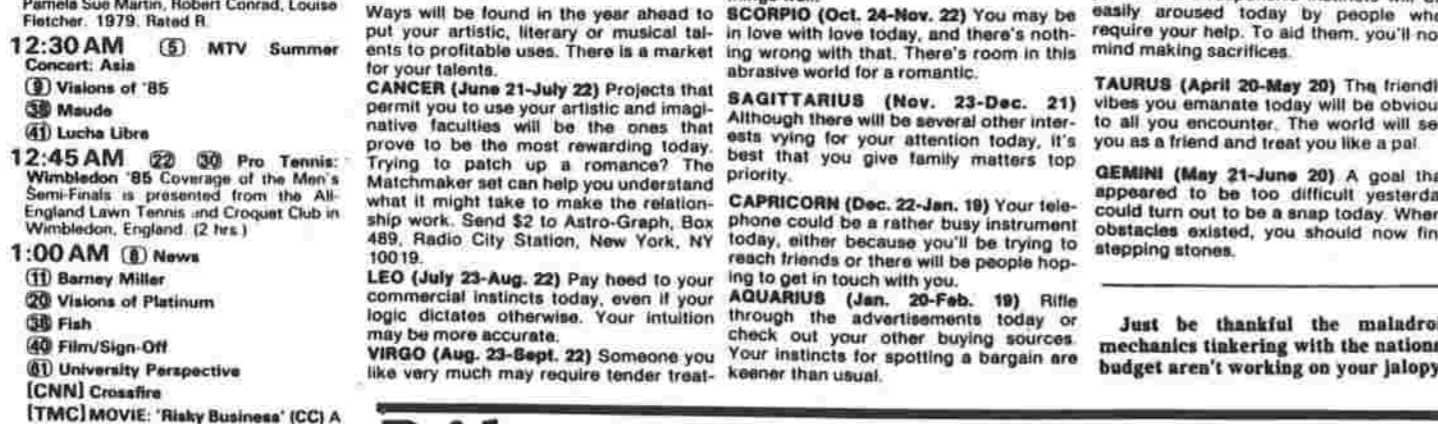 Pamela Sue Martin, Robert Conrad, Louise
Fletcher. 1979. Rated R.
12:30 AM (5) MTV Summer
Concert: Asia
(9) Visions of '85
(38) Maude
(41) Lucha Libre
12:45 AM (22) (30) Pro Tennis:
Wimbledon '85 Coverage of the Men's
Semi-Finals is presented from the All-
England Lawn Tennis and Croquet Club in
Wimbledon, England. (2 hrs.)
1:00 AM (8) News
(11) Barney Miller
(20) Visions of Platinum
(38) Fish
(40) Film/Sign-Off
(61) University Perspective
[CNN] Crossfire
[TMC] MOVIE: 'Risky Business' (CC) A
Ways will be found in the year ahead to
put your artistic, literary or musical tal-
ents to profitable uses. There is a market
for your talents.
CANCER (June 21-July 22) Projects that
permit you to use your artistic and imagi-
native faculties will be the ones that
prove to be the most rewarding today.
Trying to patch up a romance? The
Matchmaker set can help you understand
what it might take to make the relation-
ship work. Send $2 to Astro-Graph, Box
489, Radio City Station, New York, NY
10019.
LEO (July 23-Aug. 22) Pay heed to your
commercial instincts today, even if your
logic dictates otherwise. Your intuition
may be more accurate.
VIRGO (Aug. 23-Sept. 22) Someone you
like very much may require tender treat-
SCORPIO (Oct. 24-Nov. 22) You may be
in love with love today, and there's noth-
ing wrong with that. There's room in this
abrasive world for a romantic.
SAGITTARIUS (Nov. 23-Dec. 21)
Although there will be several other inter-
ests vying for your attention today, it's
best that you give family matters top
priority.
CAPRICORN (Dec. 22-Jan. 19) Your tele-
phone could be a rather busy instrument
today, either because you'll be trying to
reach friends or there will be people hop-
ing to get in touch with you.
AQUARIUS (Jan. 20-Feb. 19) Rifle
through the advertisements today or
check out your other buying sources.
Your instincts for spotting a bargain are
keener than usual.
easily aroused today by people who
require your help. To aid them, you'll no
mind making sacrifices.
TAURUS (April 20-May 20) The friendl
vibes you emanate today will be obviou
to all you encounter. The world will se
you as a friend and treat you like a pal.
GEMINI (May 21-June 20) A goal tha
appeared to be too difficult yesterda
could turn out to be a snap today. Wher
obstacles existed, you should now fin
stepping stones.
Just be thankful the maladroi
mechanics tinkering with the nationa
budget aren't working on your jalopy